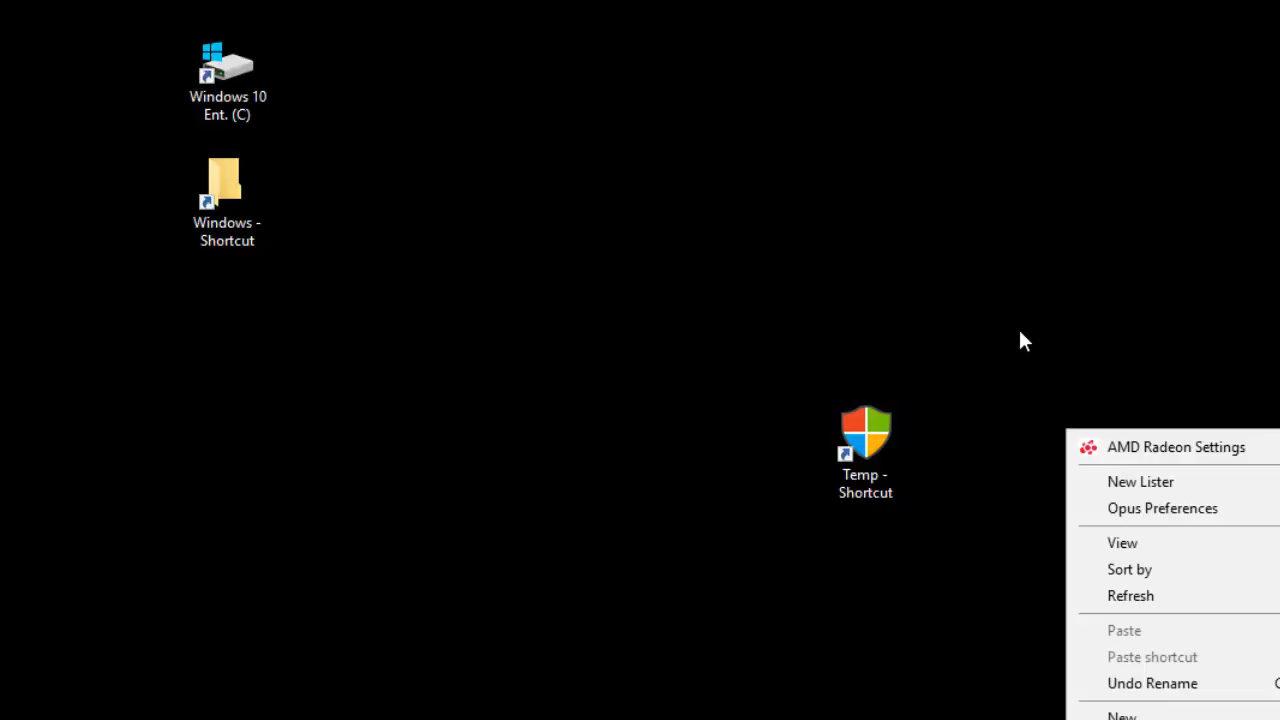 Windows 10
Ent. (C)
Windows -
Shortcut
Temp -
Shortcut
AMD Radeon Settings
New Lister
Opus Preferences
View
Sort by
Refresh
Paste
Paste shortcut
Undo Rename
New